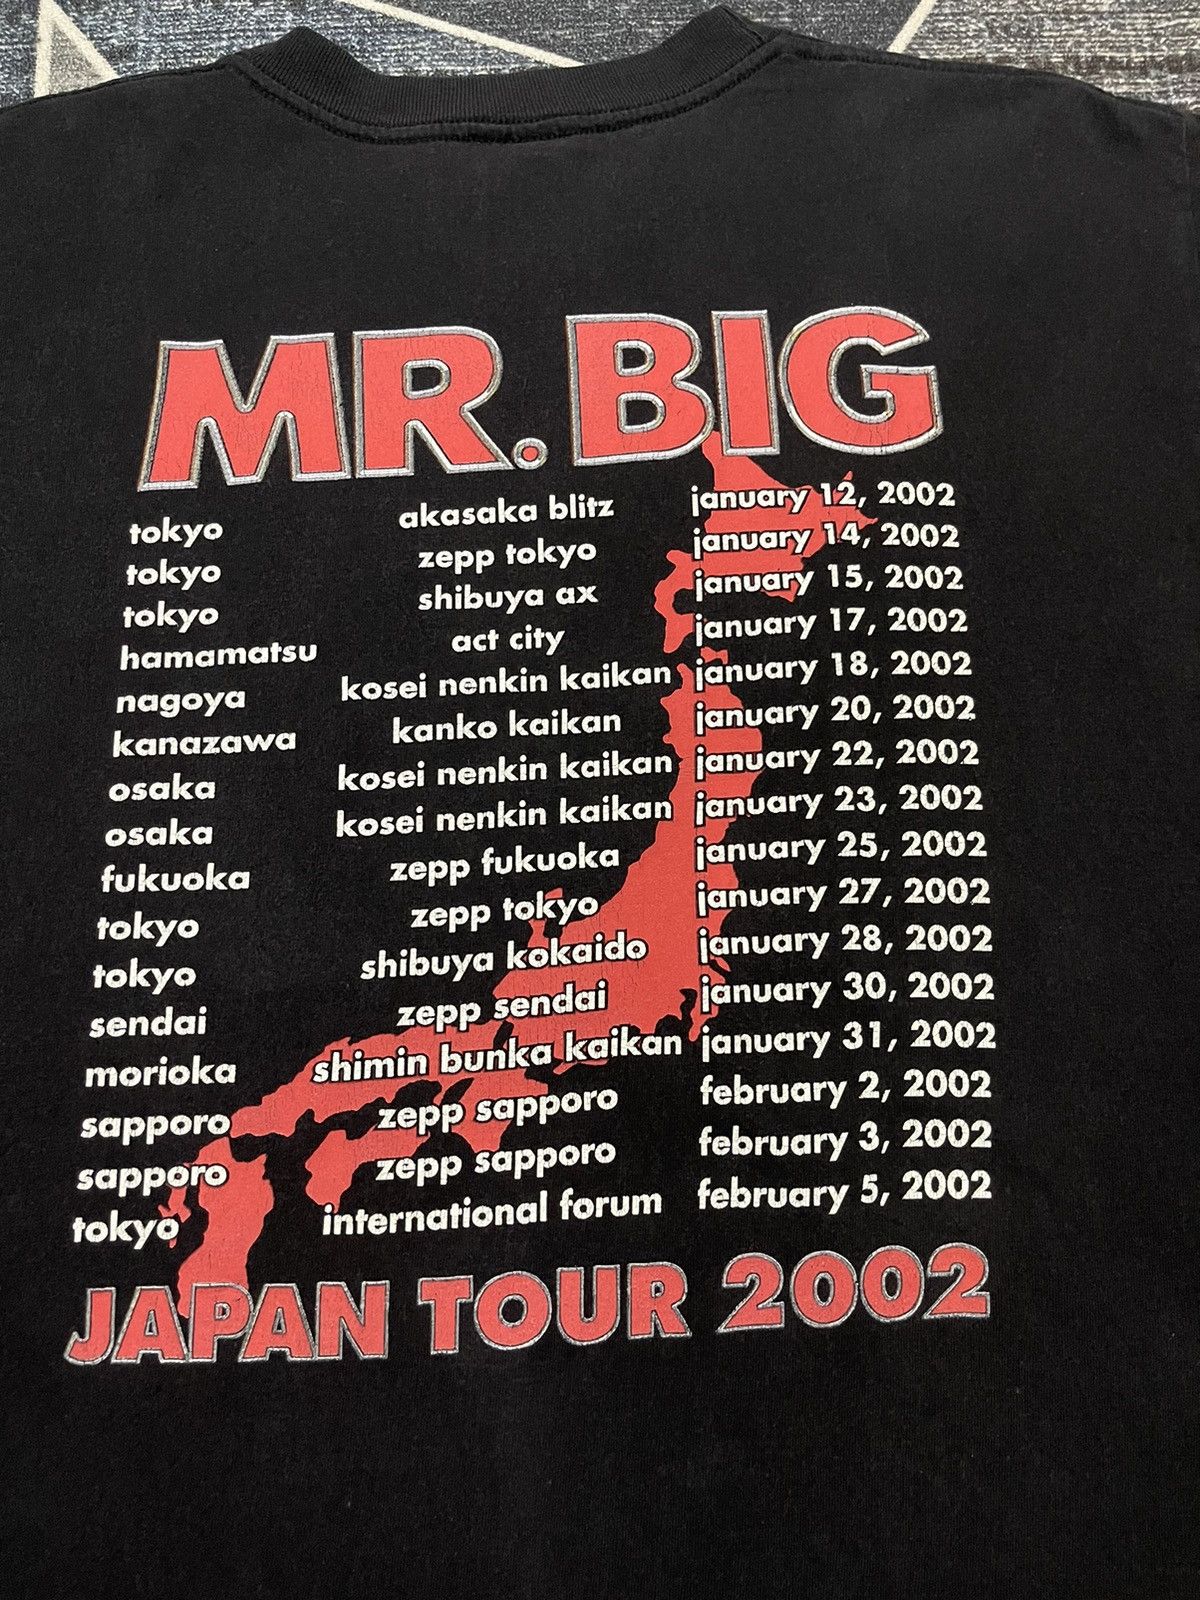 MR. BIG
tokyo akasaka blitz january 12, 2002
tokyo zepp tokyo january 14, 2002
tokyo shibuya ax january 15, 2002
hamamatsu act city january 17, 2002
nagoya kosei nenkin kaikan january 18, 2002
kanazawa kanko kaikan january 20, 2002
osaka kosei nenkin kaikan january 22, 2002
osaka kosei nenkin kaikan january 23, 2002
fukuoka zepp fukuoka january 25, 2002
tokyo zepp tokyo january 27, 2002
tokyo shibuya kokaido january 28, 2002
sendai zepp sendai january 30, 2002
morioka shimin bunka kaikan january 31, 2002
sapporo zepp sapporo february 2, 2002
sapporo zepp sapporo february 3, 2002
tokyo international forum february 5, 2002
JAPAN TOUR 2002